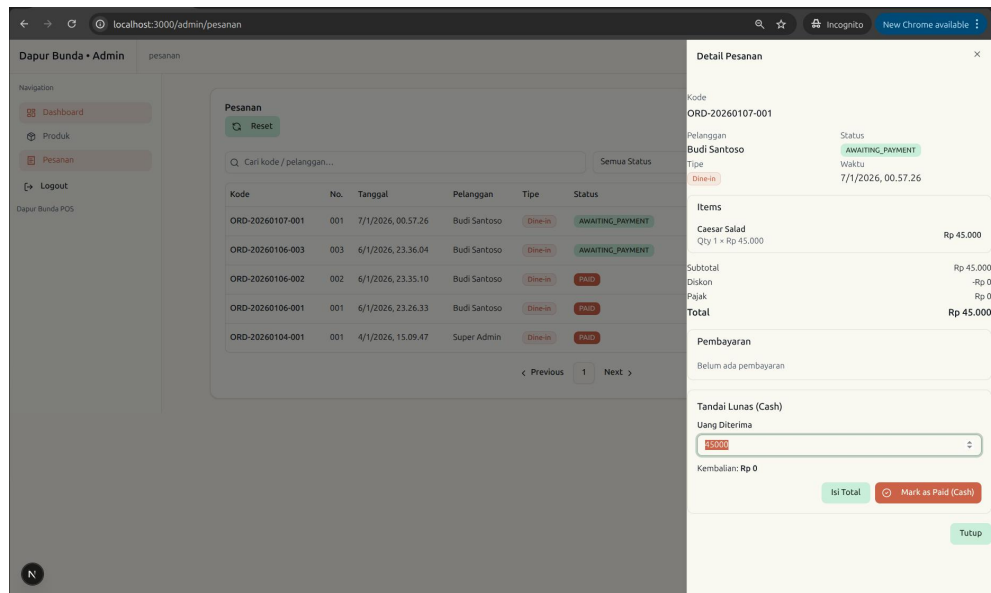 localhost:3000/admin/pesanan
Incognito
New Chrome available
Dapur Bunda • Admin
pesanan
Navigation
Dashboard
Produk
Pesanan
Logout
Dapur Bunda POS
Pesanan
Reset
Cari kode / pelanggan...
Semua Status
Kode No. Tanggal Pelanggan Tipe Status
ORD-20260107-001 001 7/1/2026, 00.57.26 Budi Santoso Dine-in AWAITING_PAYMENT
ORD-20260106-003 003 6/1/2026, 23.36.04 Budi Santoso Dine-in AWAITING_PAYMENT
ORD-20260106-002 002 6/1/2026, 23.35.10 Budi Santoso Dine-in PAID
ORD-20260106-001 001 6/1/2026, 23.26.33 Budi Santoso Dine-in PAID
ORD-20260104-001 001 4/1/2026, 15.09.47 Super Admin Dine-in PAID
Previous 1 Next
N
Detail Pesanan
Kode
ORD-20260107-001
Pelanggan Status
Budi Santoso AWAITING_PAYMENT
Tipe Waktu
Dine-in 7/1/2026, 00.57.26
Items
Caesar Salad
Qty 1 × Rp 45.000
Rp 45.000
Subtotal Rp 45.000
Diskon -Rp 0
Pajak Rp 0
Total Rp 45.000
Pembayaran
Belum ada pembayaran
Tandai Lunas (Cash)
Uang Diterima
45000
Kembalian: Rp 0
Isi Total Mark as Paid (Cash)
Tutup